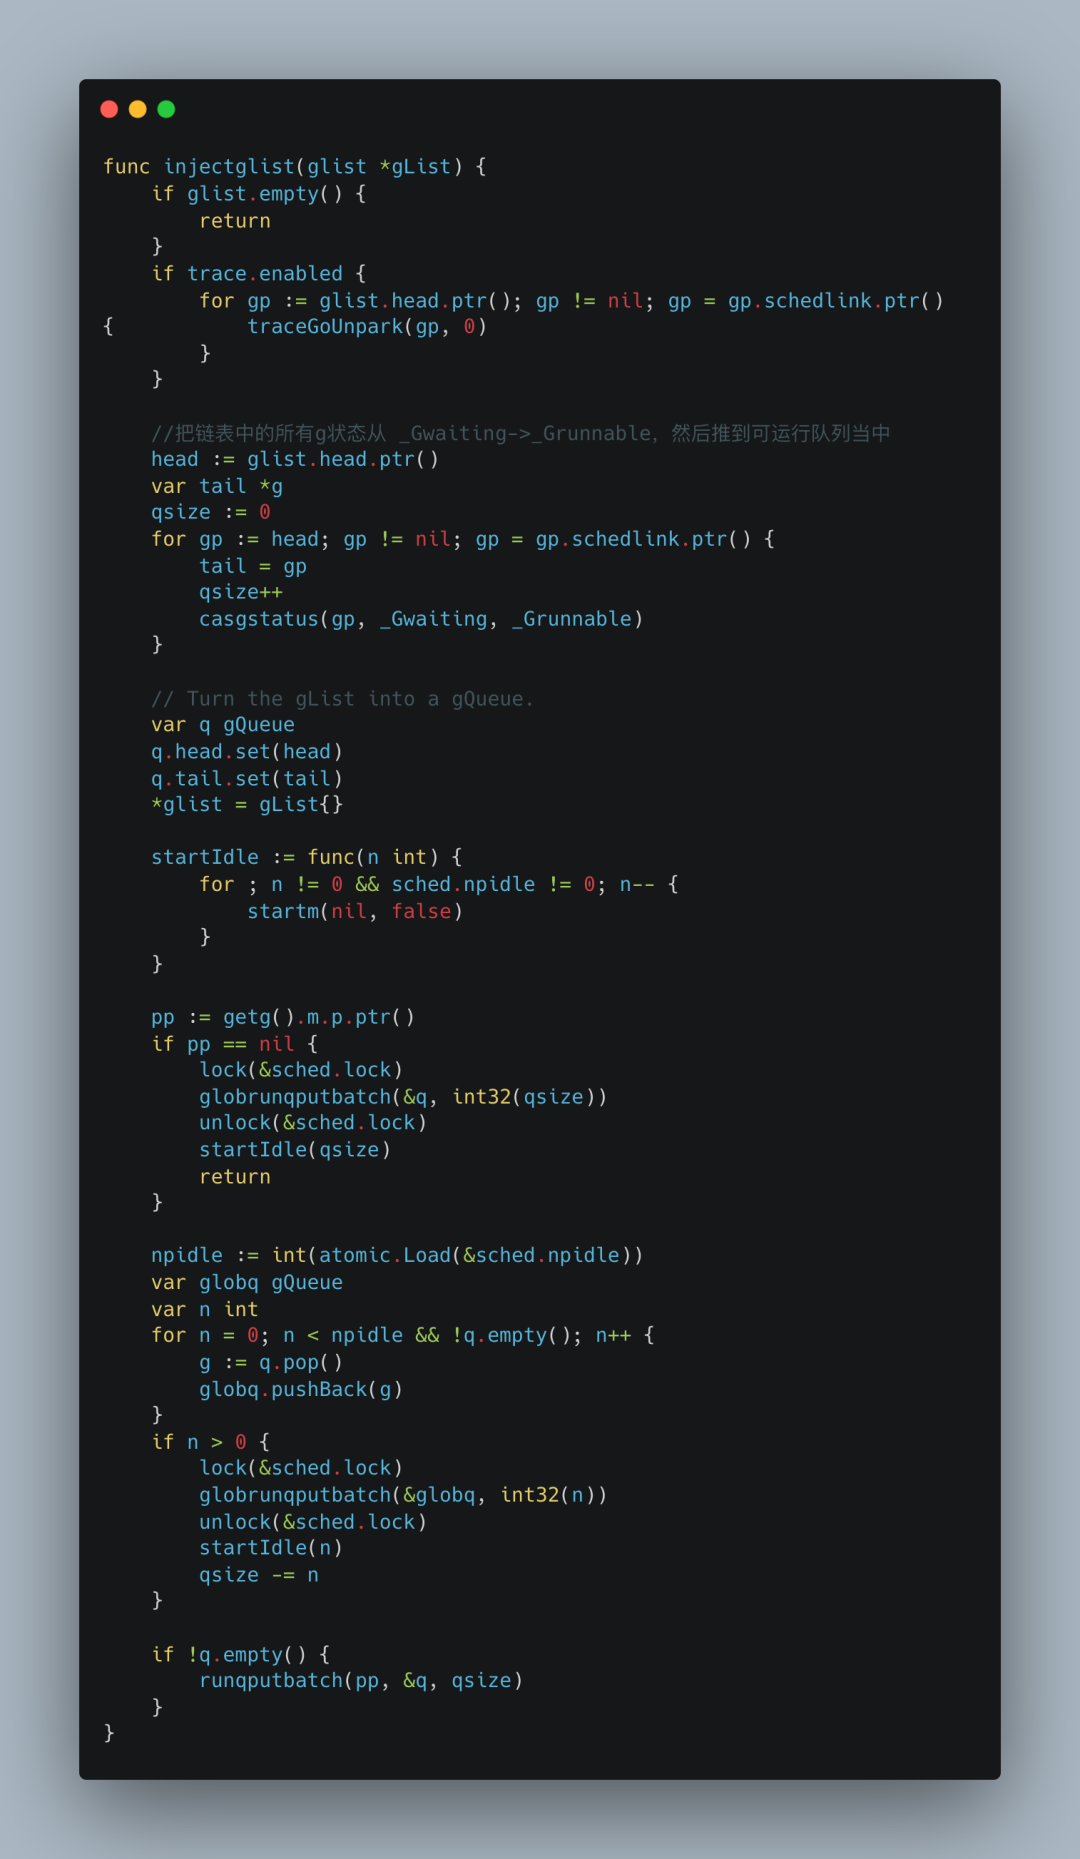 func injectglist(glist *gList) {
    if glist.empty() {
        return
    }
    if trace.enabled {
        for gp := glist.head.ptr(); gp != nil; gp = gp.schedlink.ptr()
{           traceGoUnpark(gp, 0)
        }
    }

    //把链表中的所有g状态从 _Gwaiting->_Grunnable，然后推到可运行队列当中
    head := glist.head.ptr()
    var tail *g
    qsize := 0
    for gp := head; gp != nil; gp = gp.schedlink.ptr() {
        tail = gp
        qsize++
        casgstatus(gp, _Gwaiting, _Grunnable)
    }

    // Turn the gList into a gQueue.
    var q gQueue
    q.head.set(head)
    q.tail.set(tail)
    *glist = gList{}

    startIdle := func(n int) {
        for ; n != 0 && sched.npidle != 0; n-- {
            startm(nil, false)
        }
    }

    pp := getg().m.p.ptr()
    if pp == nil {
        lock(&sched.lock)
        globrunqputbatch(&q, int32(qsize))
        unlock(&sched.lock)
        startIdle(qsize)
        return
    }

    npidle := int(atomic.Load(&sched.npidle))
    var globq gQueue
    var n int
    for n = 0; n < npidle && !q.empty(); n++ {
        g := q.pop()
        globq.pushBack(g)
    }
    if n > 0 {
        lock(&sched.lock)
        globrunqputbatch(&globq, int32(n))
        unlock(&sched.lock)
        startIdle(n)
        qsize -= n
    }

    if !q.empty() {
        runqputbatch(pp, &q, qsize)
    }
}